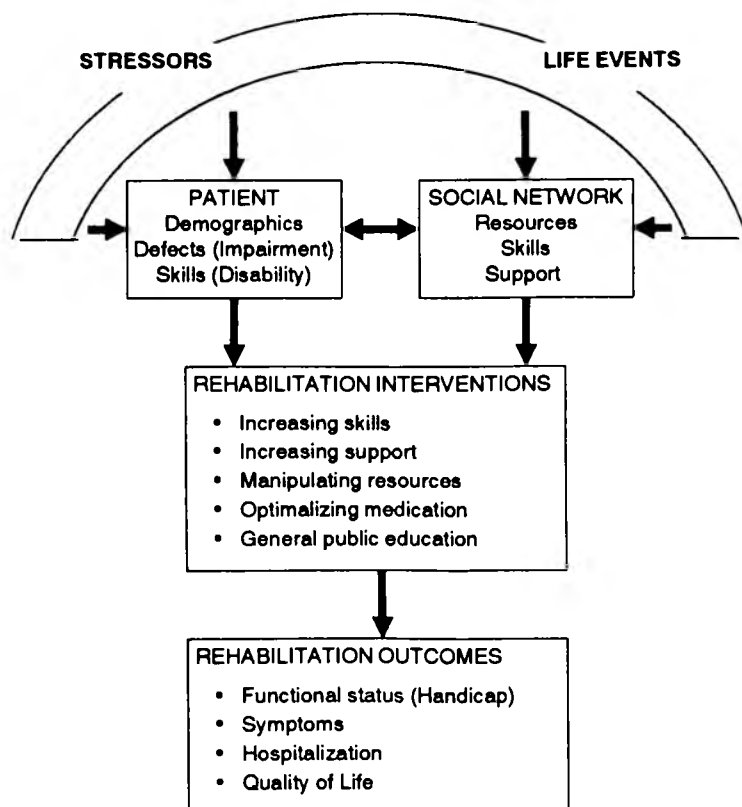 STRESSORS
LIFE EVENTS
PATIENT
Demographics
Defects (Impairment)
Skills (Disability)
SOCIAL NETWORK
Resources
Skills
Support
REHABILITATION INTERVENTIONS
• Increasing skills
• Increasing support
• Manipulating resources
• Optimalizing medication
• General public education
REHABILITATION OUTCOMES
• Functional status (Handicap)
• Symptoms
• Hospitalization
• Quality of Life